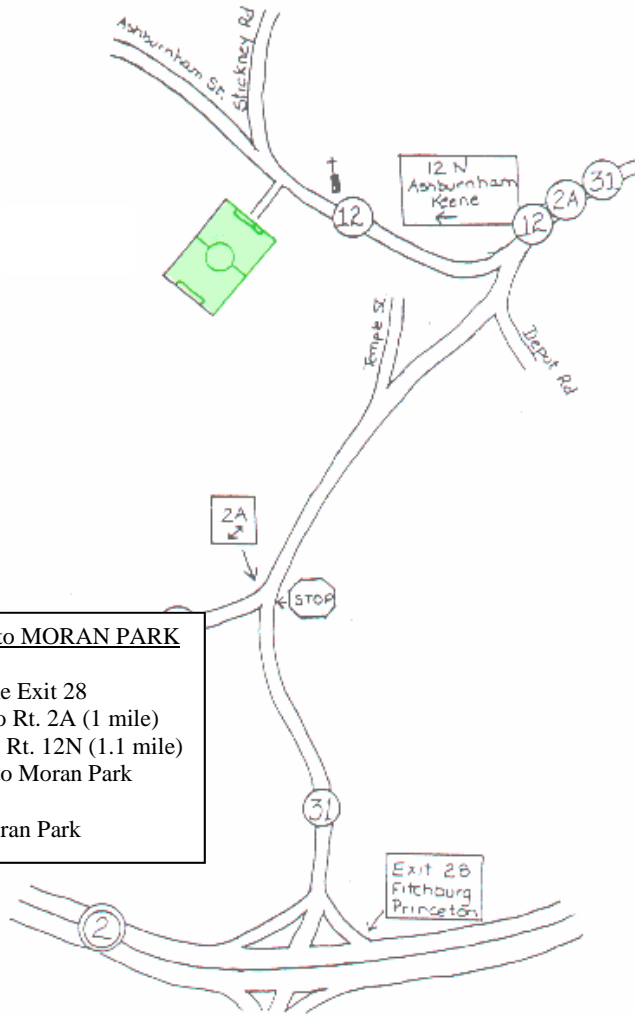 Ashburnham St.
Stickney Rd
12 N
Ashburnham
Keene
←
31
2A
12
12
Temple St.
Depot Rd
2A
STOP
to MORAN PARK
e Exit 28
o Rt. 2A (1 mile)
Rt. 12N (1.1 mile)
to Moran Park
ran Park
31
Exit 28
Fitchburg
Princeton
2